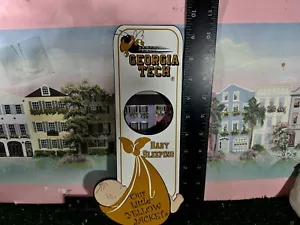 GEORGIA
TECH
®
BABY
SLEEPING
OUR
Little
YELLOW
JACKET